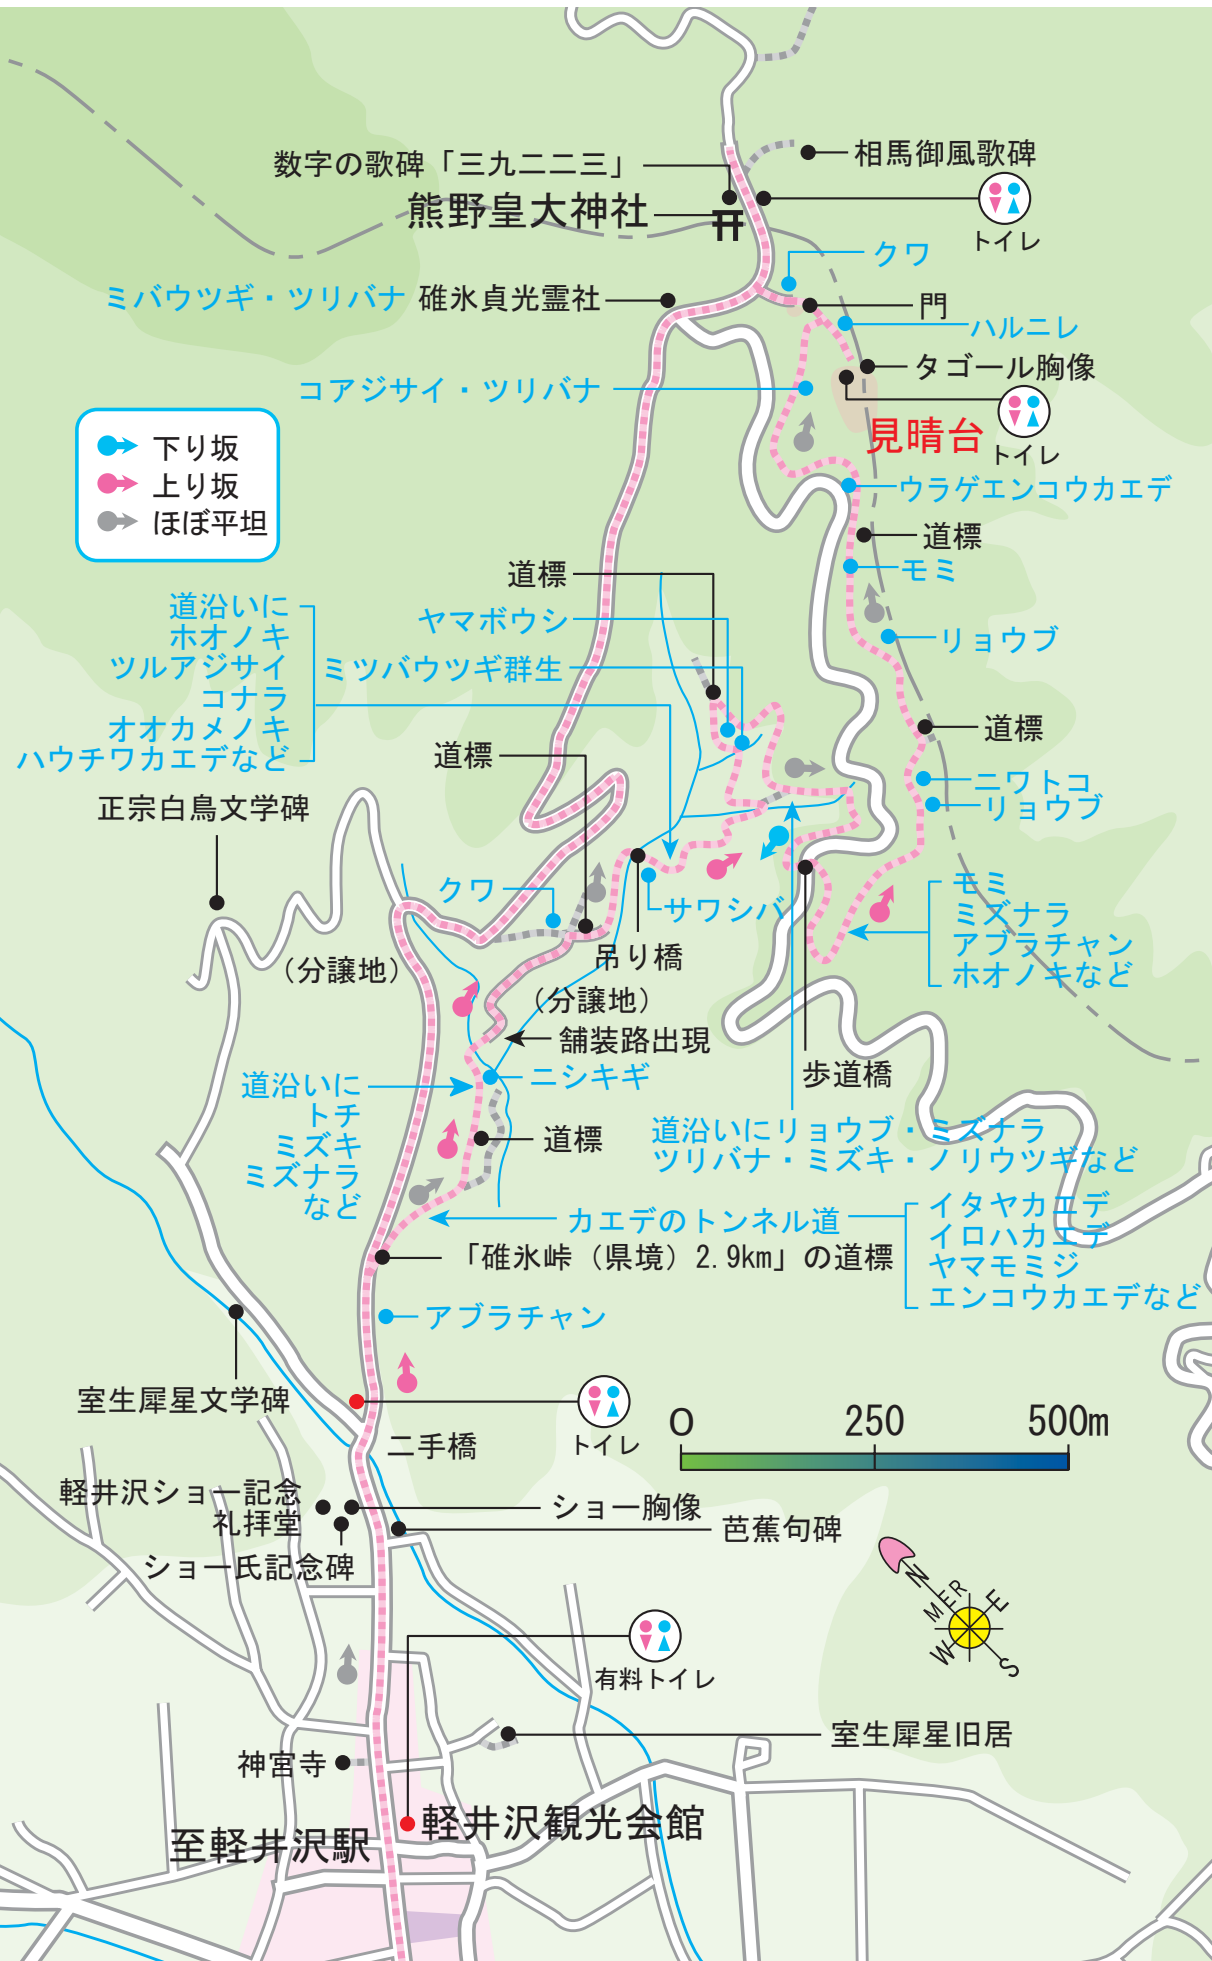 数字の歌碑「三九二二三」
相馬御風歌碑
熊野皇大神社
トイレ
クワ
ミバウツギ・ツリバナ
碓氷貞光霊社
門
ハルニレ
タゴール胸像
コアジサイ・ツリバナ
見晴台
トイレ
下り坂
上り坂
ほぼ平坦
ウラゲエンコウカエデ
道標
モミ
道標
道沿いに
ホオノキ
ツルアジサイ
コナラ
オオカメノキ
ハウチワカエデなど
ヤマボウシ
リョウブ
ミツバウツギ群生
道標
道標
ニワトコ
リョウブ
正宗白鳥文学碑
クワ
サワシバ
モミ
ミズナラ
アブラチャン
ホオノキなど
吊り橋
（分譲地）
（分譲地）
舗装路出現
ニシキギ
歩道橋
道沿いに
トチ
ミズキ
ミズナラ
など
道標
道沿いにリョウブ・ミズナラ
ツリバナ・ミズキ・ノリウツギなど
カエデのトンネル道
イタヤカエデ
イロハカエデ
ヤマモミジ
エンコウカエデなど
「碓氷峠（県境）2.9km」の道標
アブラチャン
室生犀星文学碑
トイレ
二手橋
0
250
500m
軽井沢ショー記念
礼拝堂
ショー胸像
芭蕉句碑
ショー氏記念碑
N
MER
E
W
S
有料トイレ
室生犀星旧居
神宮寺
軽井沢観光会館
至軽井沢駅